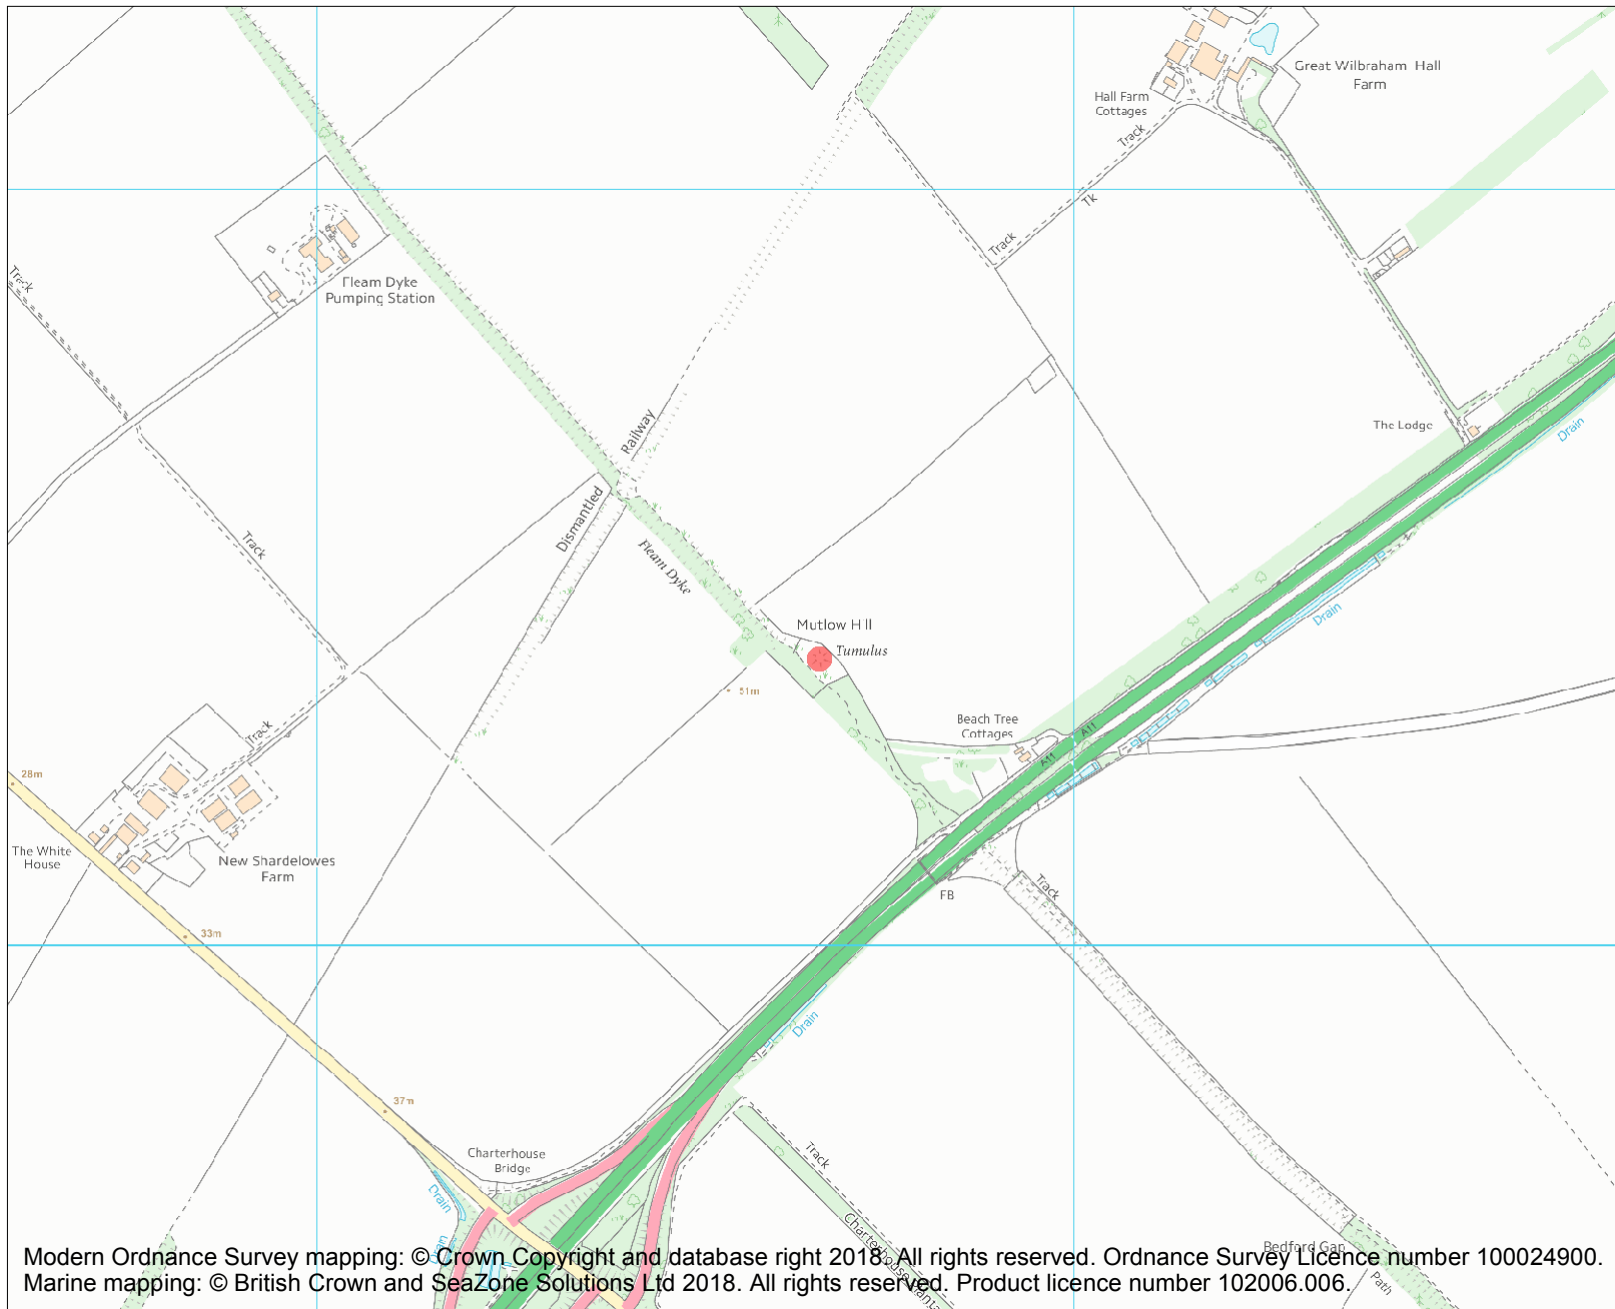 Great Wilbraham Hall
Farm
Hall Farm
Cottages
Track
Tk
Track
Fleam Dyke
Pumping Station
Track
The Lodge
Drain
Railway
Dismantled
Fleam Dyke
Track
Drain
Mutlow Hill
Tumulus
51m
Beach Tree
Cottages
A11
A11
Track
28m
The White
House
New Shardelowes
Farm
FB
Track
33m
Drain
37m
Charterhouse
Bridge
Track
Drain
Drain
Charterhouse Plantation
Bedford Gap
Path
Modern Ordnance Survey mapping: © Crown Copyright and database right 2018. All rights reserved. Ordnance Survey Licence number 100024900.
Marine mapping: © British Crown and SeaZone Solutions Ltd 2018. All rights reserved. Product licence number 102006.006.